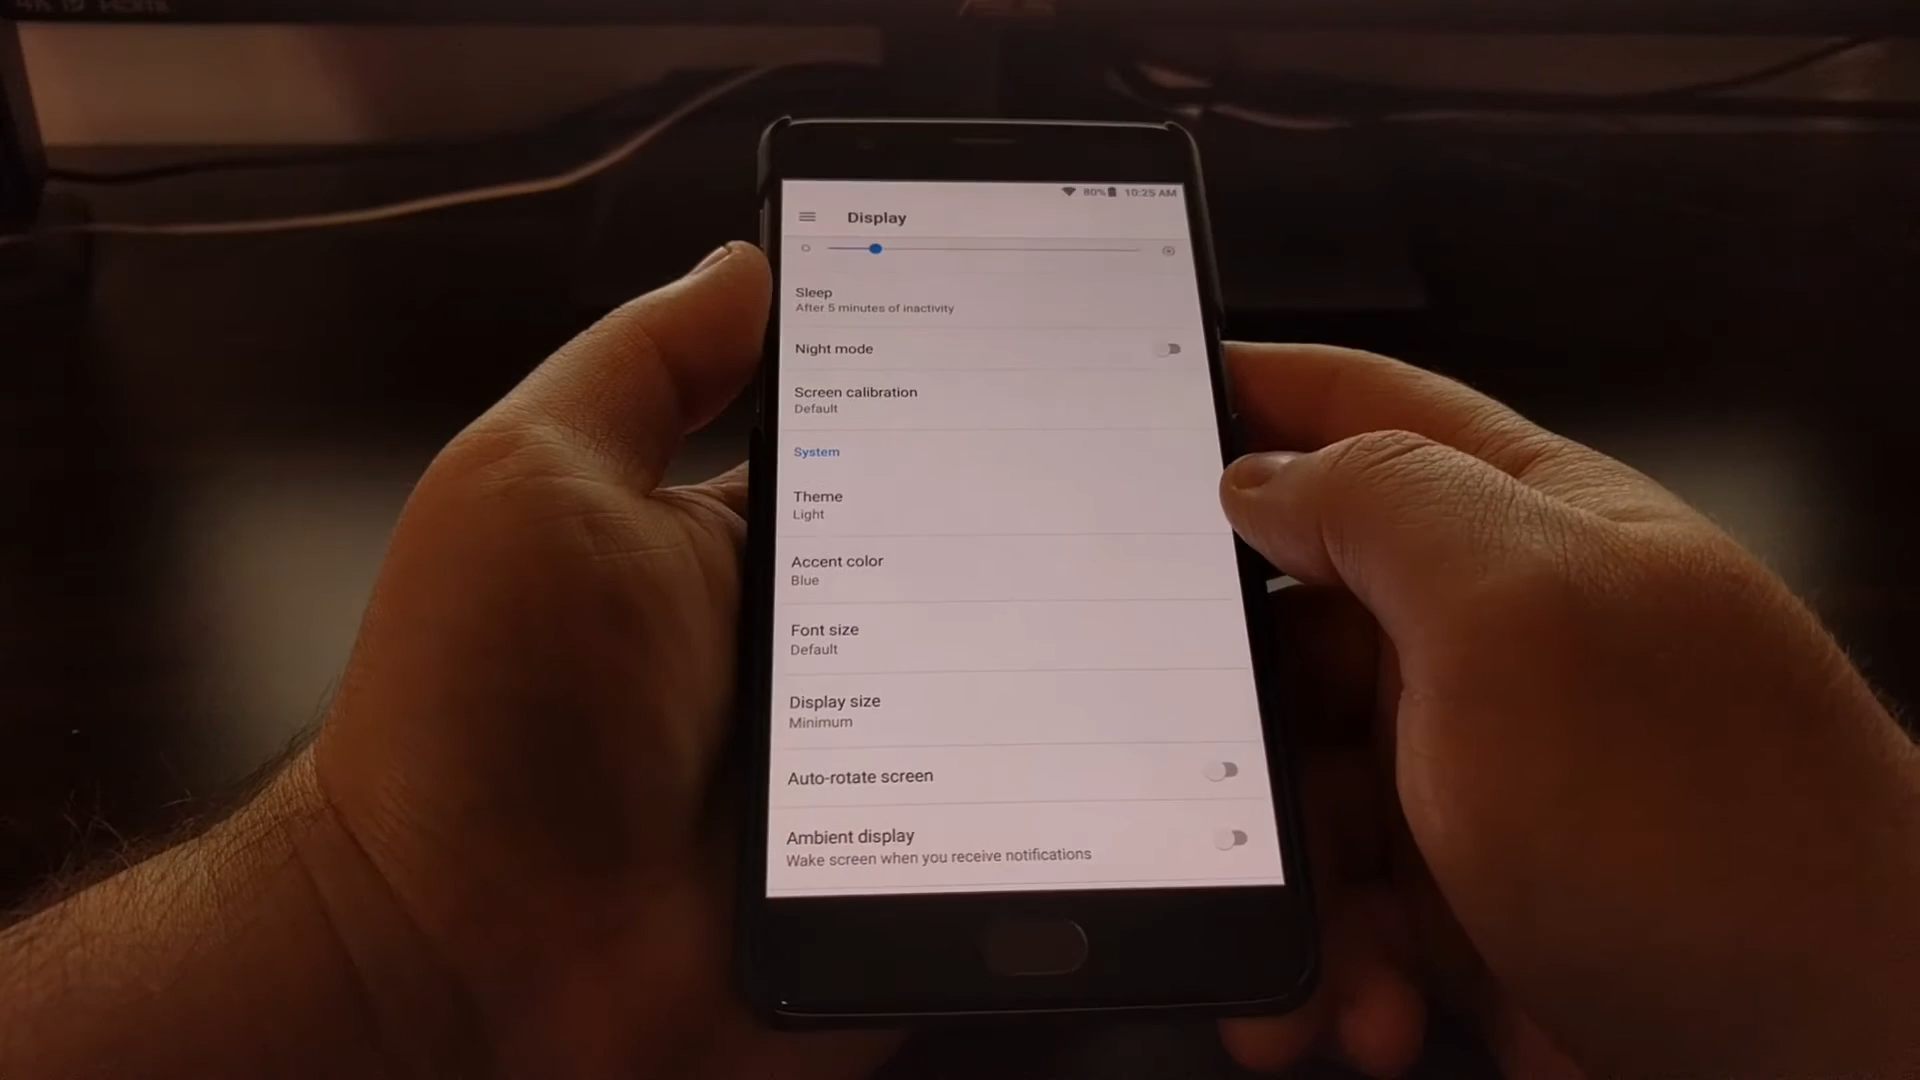 80% 10:25 AM
Display
Sleep
After 5 minutes of inactivity
Night mode
Screen calibration
Default
System
Theme
Light
Accent color
Blue
Font size
Default
Display size
Minimum
Auto-rotate screen
Ambient display
Wake screen when you receive notifications